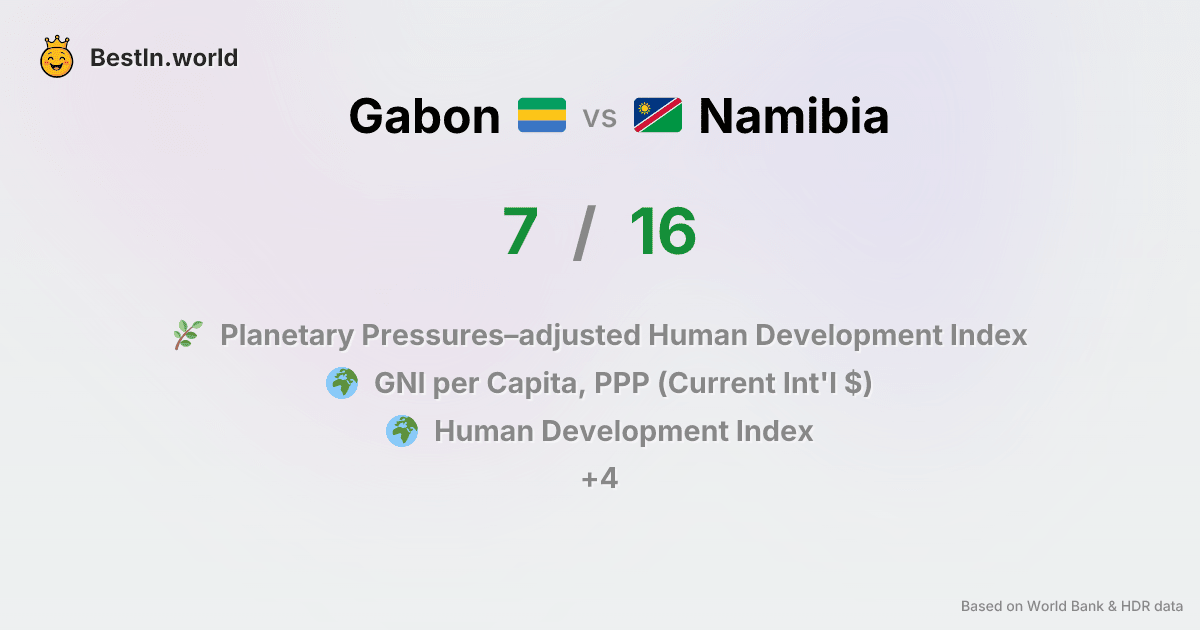 BestIn.world
Gabon vs Namibia
7 / 16
Planetary Pressures–adjusted Human Development Index
GNI per Capita, PPP (Current Int'l $)
Human Development Index
+4
Based on World Bank & HDR data